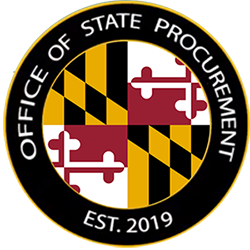 OFFICE OF STATE PROCUREMENT
EST. 2019